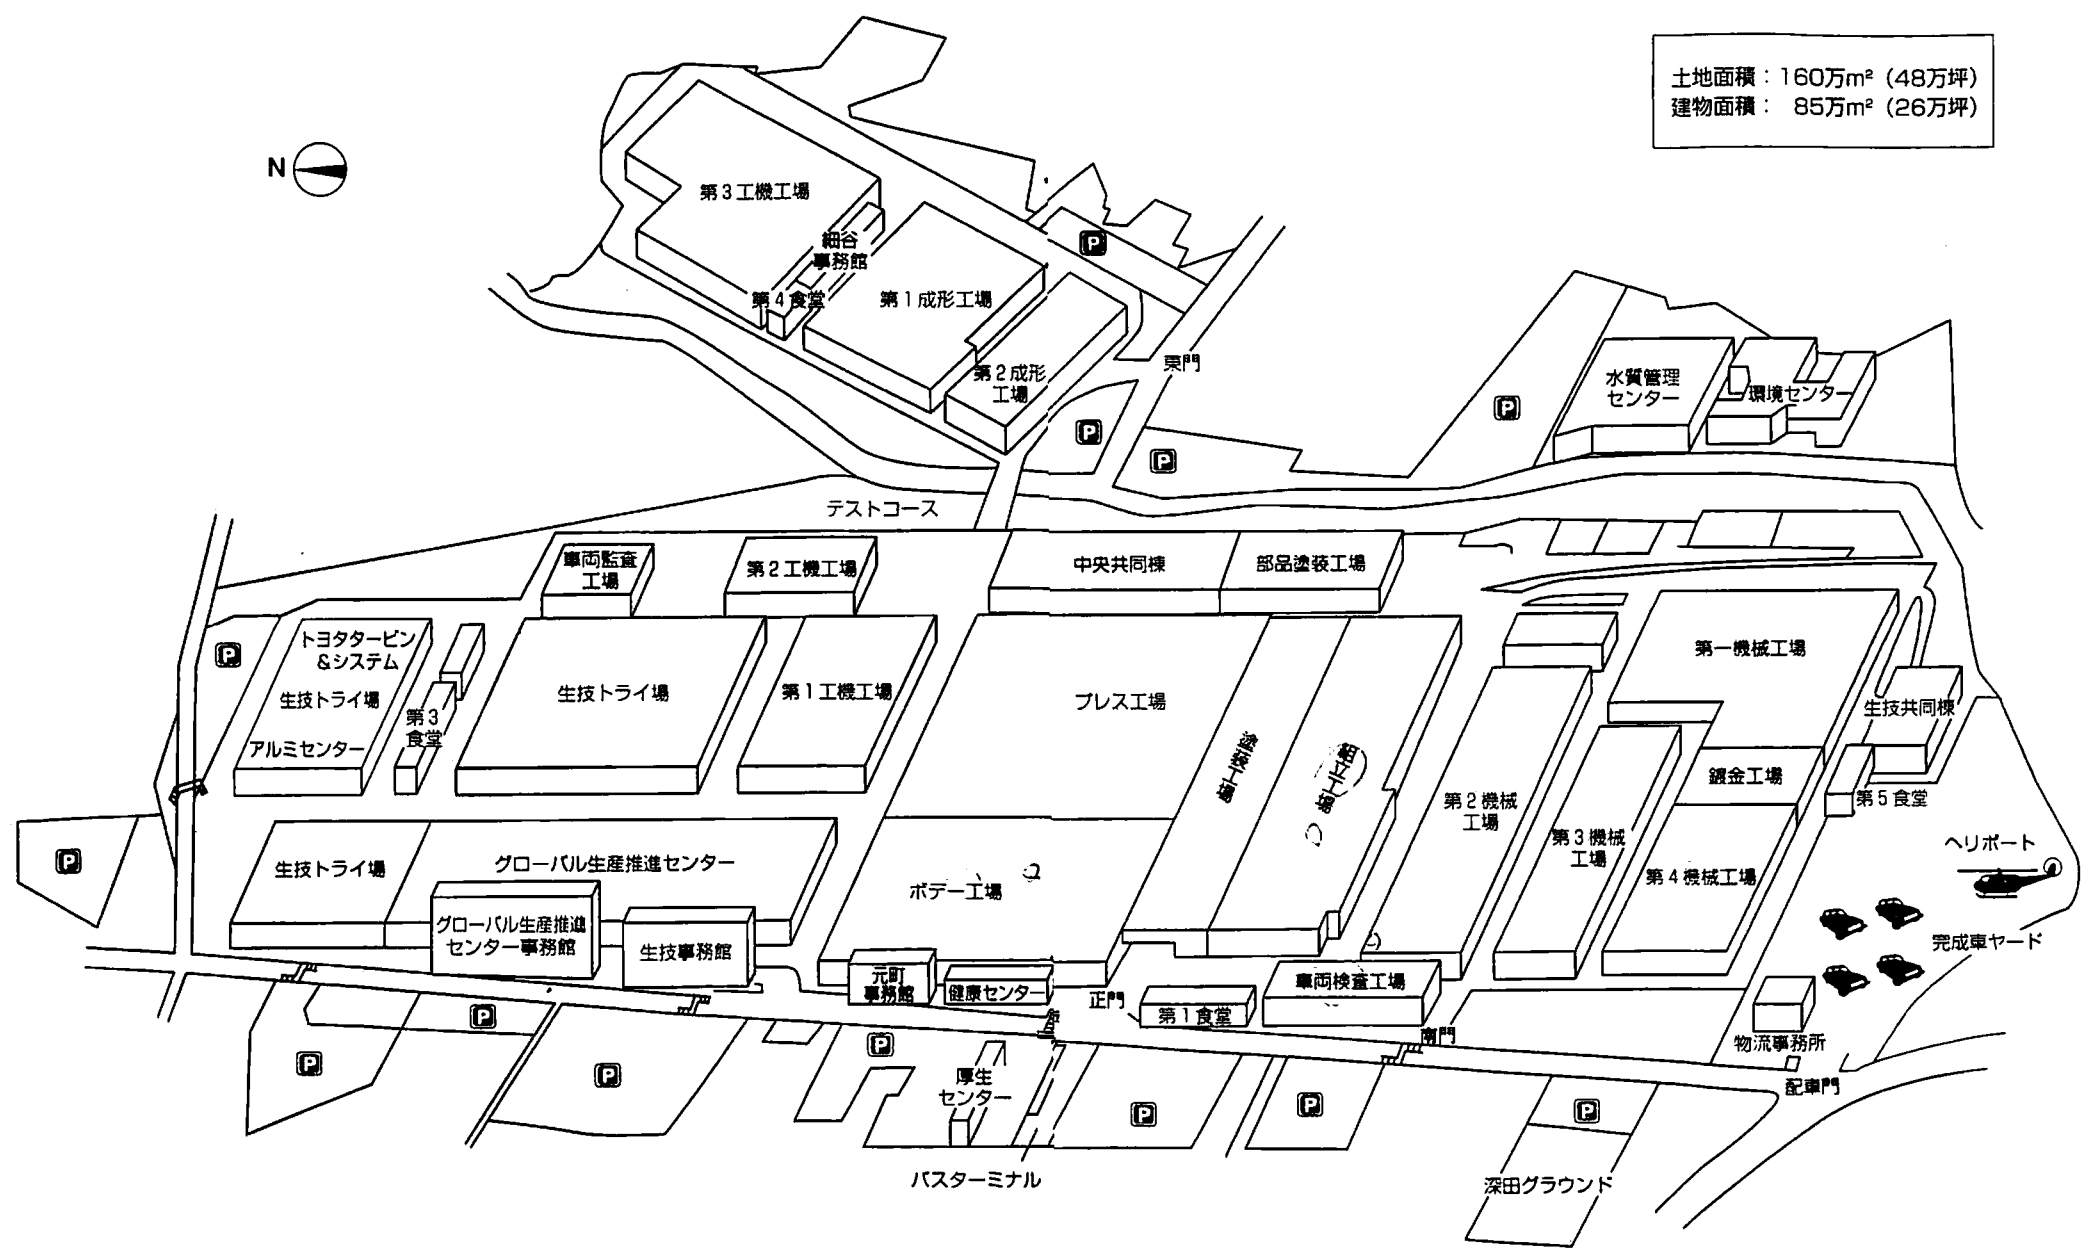 土地面積：160万m²（48万坪）
建物面積： 85万m²（26万坪）
N
第3工機工場
細谷
事務館
第4食堂
第1成形工場
第2成形
工場
P
東門
P
P
P
水質管理
センター
環境センター
テストコース
車両監査
工場
第2工機工場
中央共同棟
部品塗装工場
P
トヨタタービン
&システム
生技トライ場
アルミセンター
第3
食堂
生技トライ場
第1工機工場
プレス工場
塗装工場
組立工場
第2機械
工場
第3機械
工場
第一機械工場
鍍金工場
第4機械工場
生技共同棟
第5食堂
ヘリポート
完成車ヤード
P
生技トライ場
グローバル生産推進センター
グローバル生産推進
センター事務館
生技事務館
ボデー工場
元町
事務館
健康センター
正門
第1食堂
車両検査工場
南門
物流事務所
配車門
P
P
P
P
厚生
センター
P
P
P
バスターミナル
深田グラウンド